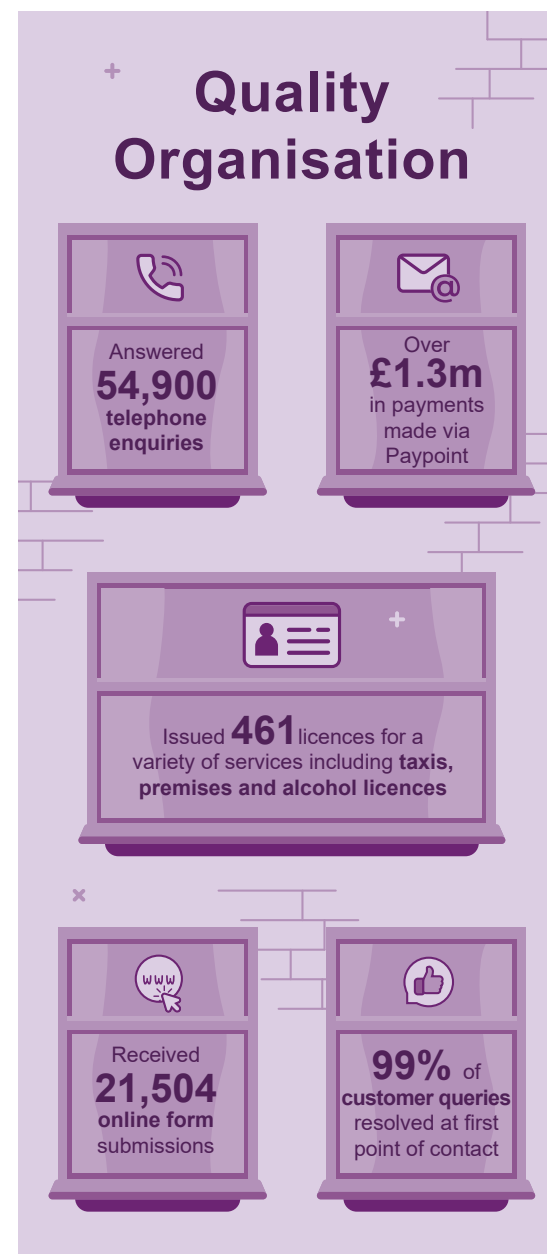 Quality
Organisation
Answered
54,900
telephone
enquiries
Over
£1.3m
in payments
made via
Paypoint
@
Issued 461 licences for a
variety of services including taxis,
premises and alcohol licences
www
Received
21,504
online form
submissions
99% of
customer queries
resolved at first
point of contact